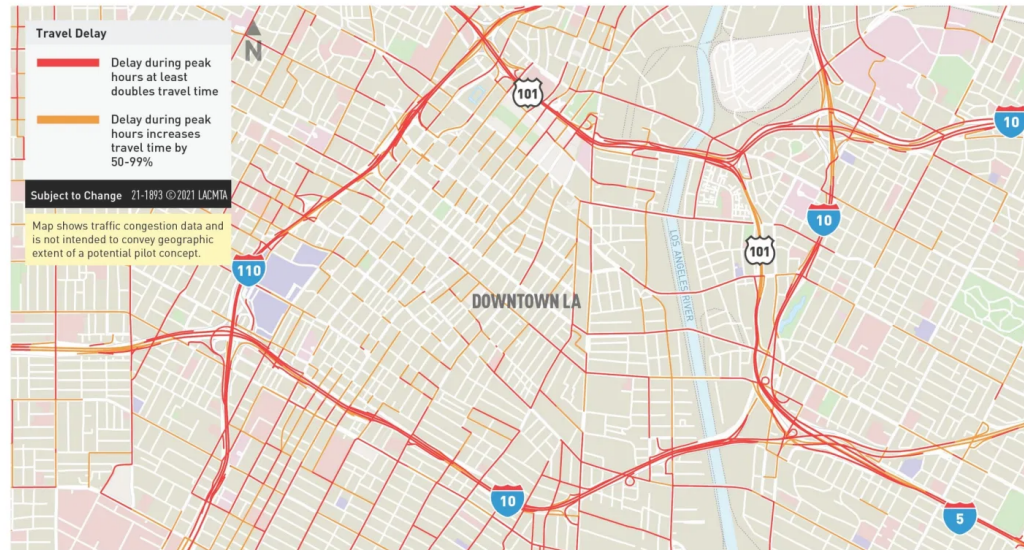 Travel Delay
Delay during peak
hours at least
doubles travel time
Delay during peak
hours increases
travel time by
50-99%
Subject to Change 21-1893 ©2021 LACMTA
Map shows traffic congestion data and
is not intended to convey geographic
extent of a potential pilot concept.
N
101
10
10
101
110
LOS ANGELES RIVER
DOWNTOWN LA
10
5